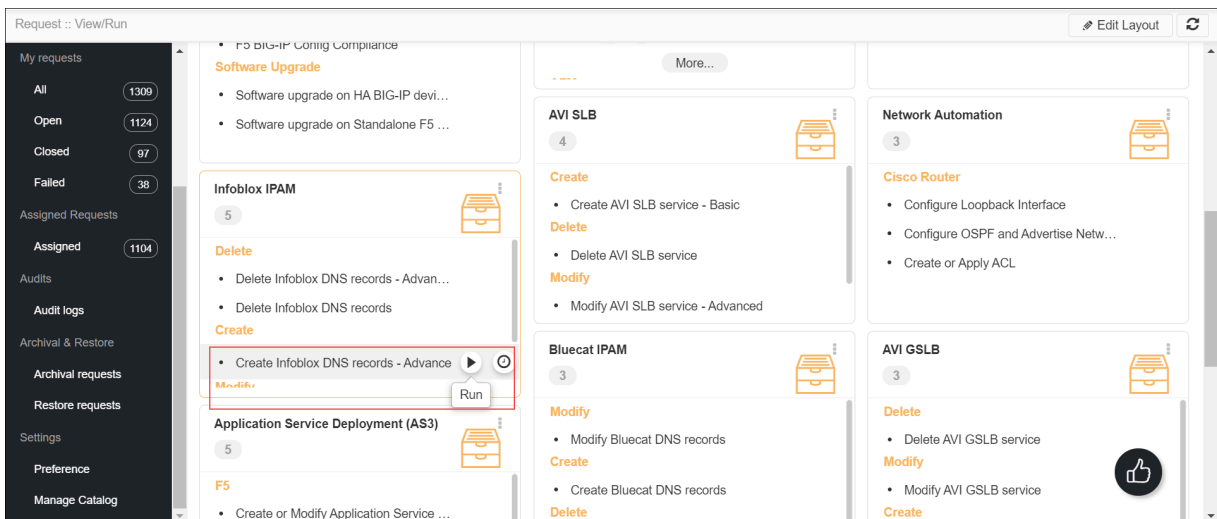 Request :: View/Run
Edit Layout
My requests
All 1309
Open 1124
Closed 97
Failed 38
Assigned Requests
Assigned 1104
Audits
Audit logs
Archival & Restore
Archival requests
Restore requests
Settings
Preference
Manage Catalog
• F5 BIG-IP Config Compliance
Software Upgrade
• Software upgrade on HA BIG-IP devi...
• Software upgrade on Standalone F5 ...
Infoblox IPAM
5
Delete
• Delete Infoblox DNS records - Advan...
• Delete Infoblox DNS records
Create
• Create Infoblox DNS records - Advance
Run
Modify
Application Service Deployment (AS3)
5
F5
• Create or Modify Application Service ...
More...
AVI SLB
4
Create
• Create AVI SLB service - Basic
Delete
• Delete AVI SLB service
Modify
• Modify AVI SLB service - Advanced
Bluecat IPAM
3
Modify
• Modify Bluecat DNS records
Create
• Create Bluecat DNS records
Delete
Network Automation
3
Cisco Router
• Configure Loopback Interface
• Configure OSPF and Advertise Netw...
• Create or Apply ACL
AVI GSLB
3
Delete
• Delete AVI GSLB service
Modify
• Modify AVI GSLB service
Create